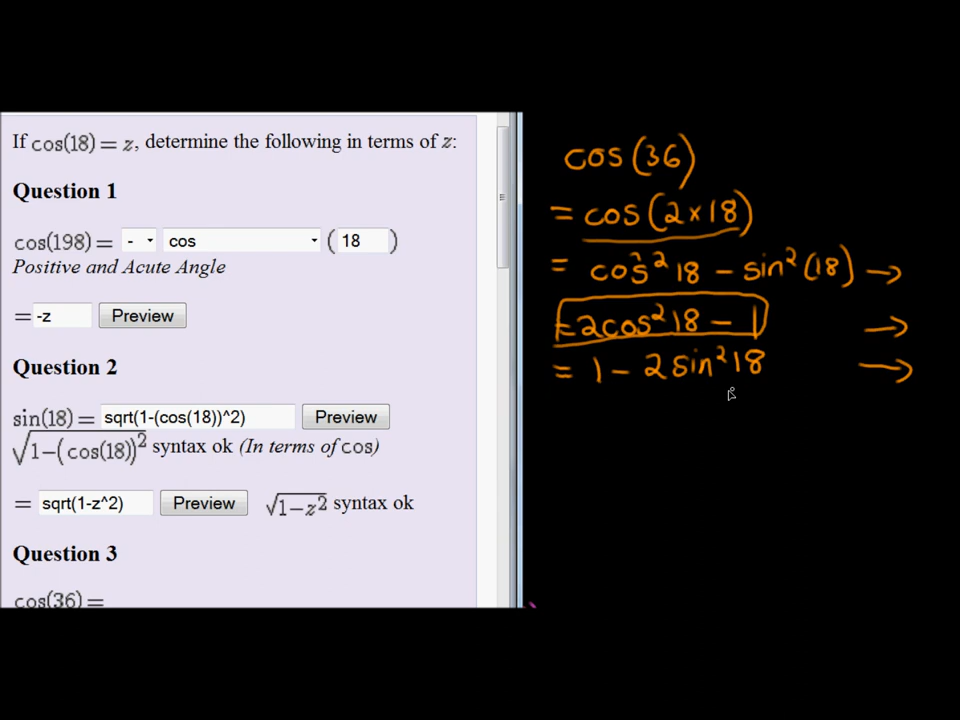 If cos(18) = z, determine the following in terms of z:
Question 1
cos(198) = - cos ( 18 )
Positive and Acute Angle
= -z Preview
Question 2
sin(18) = sqrt(1-(cos(18))^2) Preview
√1−(cos(18))² syntax ok (In terms of cos)
= sqrt(1-z^2) Preview √1−z² syntax ok
Question 3
cos(36) =
cos(36)
= cos(2×18)
= cos²18 − sin²(18) →
=2cos²18 − 1 →
= 1 − 2sin²18 →